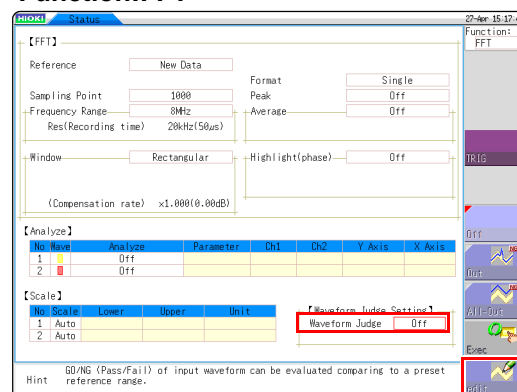 HIOKI Status 27-Apr 15:17
Function:
FFT
【FFT】
Reference New Data
Format Single
Sampling Point 1000 Peak Off
Frequency Range 8MHz Average Off
Res(Recording time) 20kHz(50μs)
Window Rectangular Highlight(phase) Off
TRIG
(Compensation rate) x1.000(0.00dB)
【Analyze】
No Wave Analyze Parameter Ch1 Ch2 Y Axis X Axis
1 Off
2 Off
Off
Out
【Scale】
【Waveform Judge Setting】
No Scale Lower Upper Unit
1 Auto
2 Auto
Waveform Judge Off
All-Out
Exec
Hint GO/NG (Pass/Fail) of input waveform can be evaluated comparing to a preset
reference range.
edit